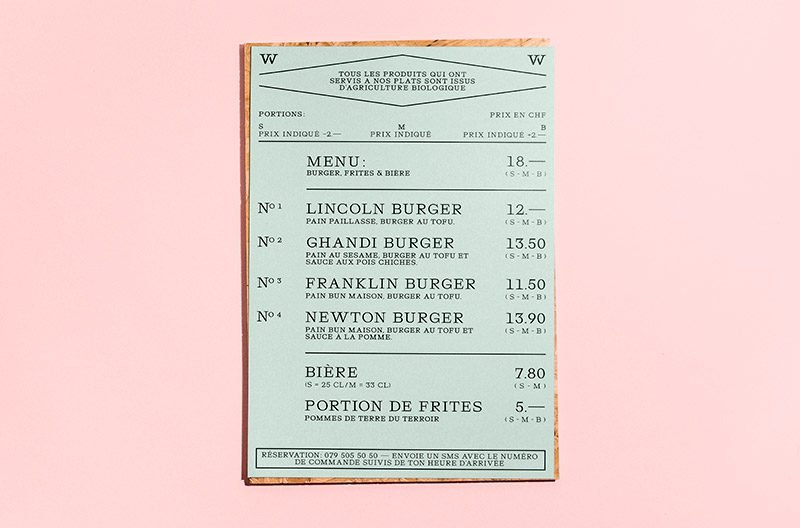 W W
TOUS LES PRODUITS QUI ONT
SERVIS A NOS PLATS SONT ISSUS
D'AGRICULTURE BIOLOGIQUE
PORTIONS: PRIX EN CHF
S M B
PRIX INDIQUÉ -2.— PRIX INDIQUÉ PRIX INDIQUÉ +2.—
MENU: 18.—
BURGER, FRITES & BIÈRE (S - M - B)
Nº 1 LINCOLN BURGER 12.—
PAIN PAILLASSE, BURGER AU TOFU. (S - M - B)
Nº 2 GHANDI BURGER 13.50
PAIN AU SESAME, BURGER AU TOFU ET (S - M - B)
SAUCE AUX POIS CHICHES.
Nº 3 FRANKLIN BURGER 11.50
PAIN BUN MAISON, BURGER AU TOFU. (S - M - B)
Nº 4 NEWTON BURGER 13.90
PAIN BUN MAISON, BURGER AU TOFU ET (S - M - B)
SAUCE A LA POMME.
BIÈRE 7.80
(S = 25 CL/M = 33 CL) (S - M)
PORTION DE FRITES 5.—
POMMES DE TERRE DU TERROIR (S - M - B)
RÉSERVATION: 079 505 50 50 — ENVOIE UN SMS AVEC LE NUMÉRO
DE COMMANDE SUIVIS DE TON HEURE D'ARRIVÉE